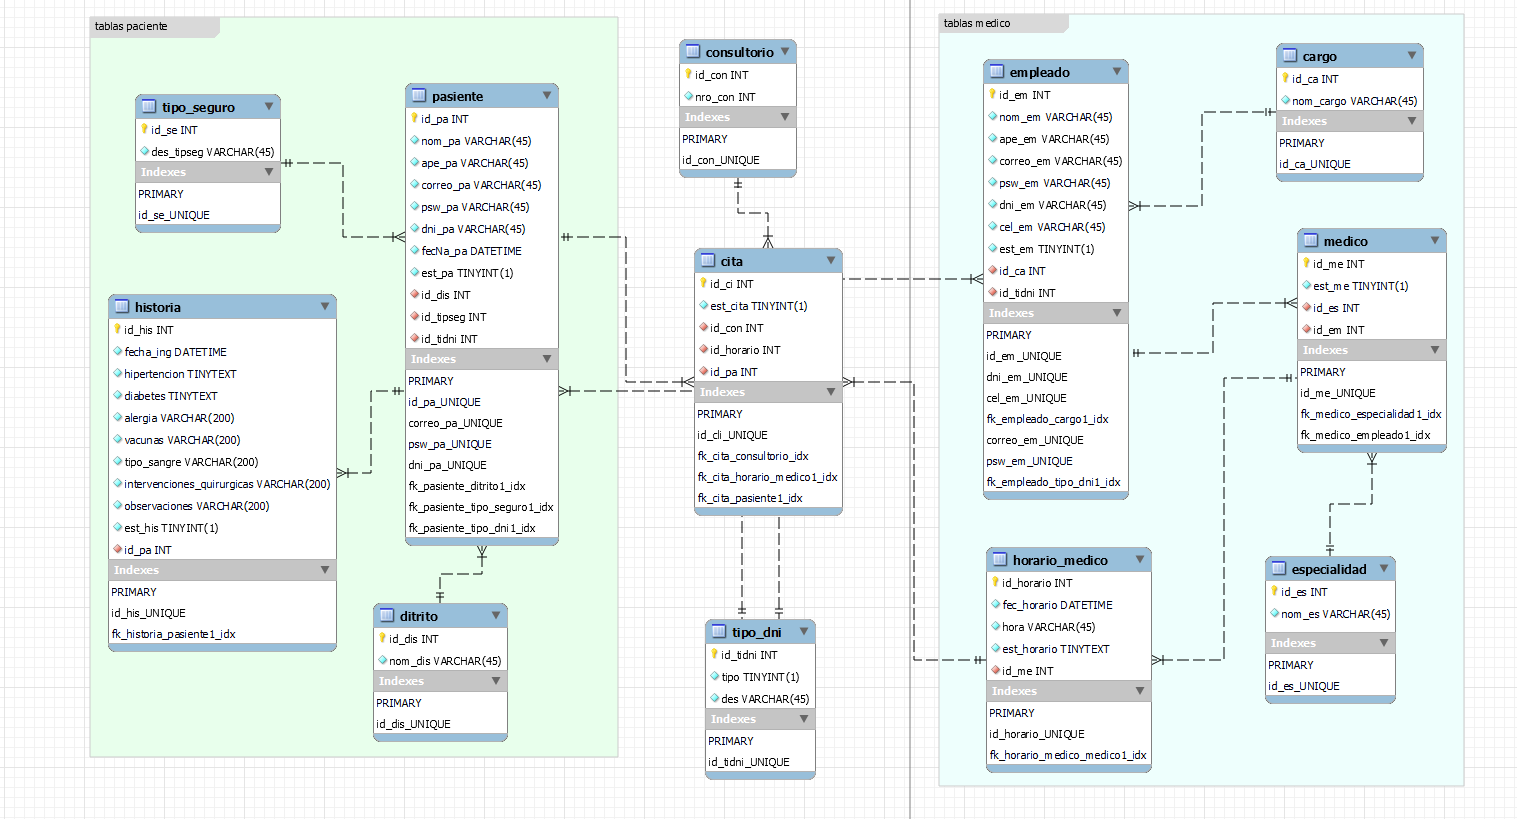 tablas paciente
tipo_seguro
id_se INT
des_tipseg VARCHAR(45)
Indexes
PRIMARY
id_se_UNIQUE
historia
id_his INT
fecha_ing DATETIME
hipertencion TINYTEXT
diabetes TINYTEXT
alergia VARCHAR(200)
vacunas VARCHAR(200)
tipo_sangre VARCHAR(200)
intervenciones_quirurgicas VARCHAR(200)
observaciones VARCHAR(200)
est_his TINYINT(1)
id_pa INT
Indexes
PRIMARY
id_his_UNIQUE
fk_historia_pasiente1_idx
pasiente
id_pa INT
nom_pa VARCHAR(45)
ape_pa VARCHAR(45)
correo_pa VARCHAR(45)
psw_pa VARCHAR(45)
dni_pa VARCHAR(45)
fecNa_pa DATETIME
est_pa TINYINT(1)
id_dis INT
id_tipseg INT
id_tidni INT
Indexes
PRIMARY
id_pa_UNIQUE
correo_pa_UNIQUE
psw_pa_UNIQUE
dni_pa_UNIQUE
fk_pasiente_ditrito1_idx
fk_pasiente_tipo_seguro1_idx
fk_pasiente_tipo_dni1_idx
ditrito
id_dis INT
nom_dis VARCHAR(45)
Indexes
PRIMARY
id_dis_UNIQUE
consultorio
id_con INT
nro_con INT
Indexes
PRIMARY
id_con_UNIQUE
cita
id_ci INT
est_cita TINYINT(1)
id_con INT
id_horario INT
id_pa INT
Indexes
PRIMARY
id_cli_UNIQUE
fk_cita_consultorio_idx
fk_cita_horario_medico1_idx
fk_cita_pasiente1_idx
tipo_dni
id_tidni INT
tipo TINYINT(1)
des VARCHAR(45)
Indexes
PRIMARY
id_tidni_UNIQUE
tablas medico
empleado
id_em INT
nom_em VARCHAR(45)
ape_em VARCHAR(45)
correo_em VARCHAR(45)
psw_em VARCHAR(45)
dni_em VARCHAR(45)
cel_em VARCHAR(45)
est_em TINYINT(1)
id_ca INT
id_tidni INT
Indexes
PRIMARY
id_em_UNIQUE
dni_em_UNIQUE
cel_em_UNIQUE
fk_empleado_cargo1_idx
correo_em_UNIQUE
psw_em_UNIQUE
fk_empleado_tipo_dni1_idx
horario_medico
id_horario INT
fec_horario DATETIME
hora VARCHAR(45)
est_horario TINYTEXT
id_me INT
Indexes
PRIMARY
id_horario_UNIQUE
fk_horario_medico_medico1_idx
cargo
id_ca INT
nom_cargo VARCHAR(45)
Indexes
PRIMARY
id_ca_UNIQUE
medico
id_me INT
est_me TINYINT(1)
id_es INT
id_em INT
Indexes
PRIMARY
id_me_UNIQUE
fk_medico_especialidad1_idx
fk_medico_empleado1_idx
especialidad
id_es INT
nom_es VARCHAR(45)
Indexes
PRIMARY
id_es_UNIQUE